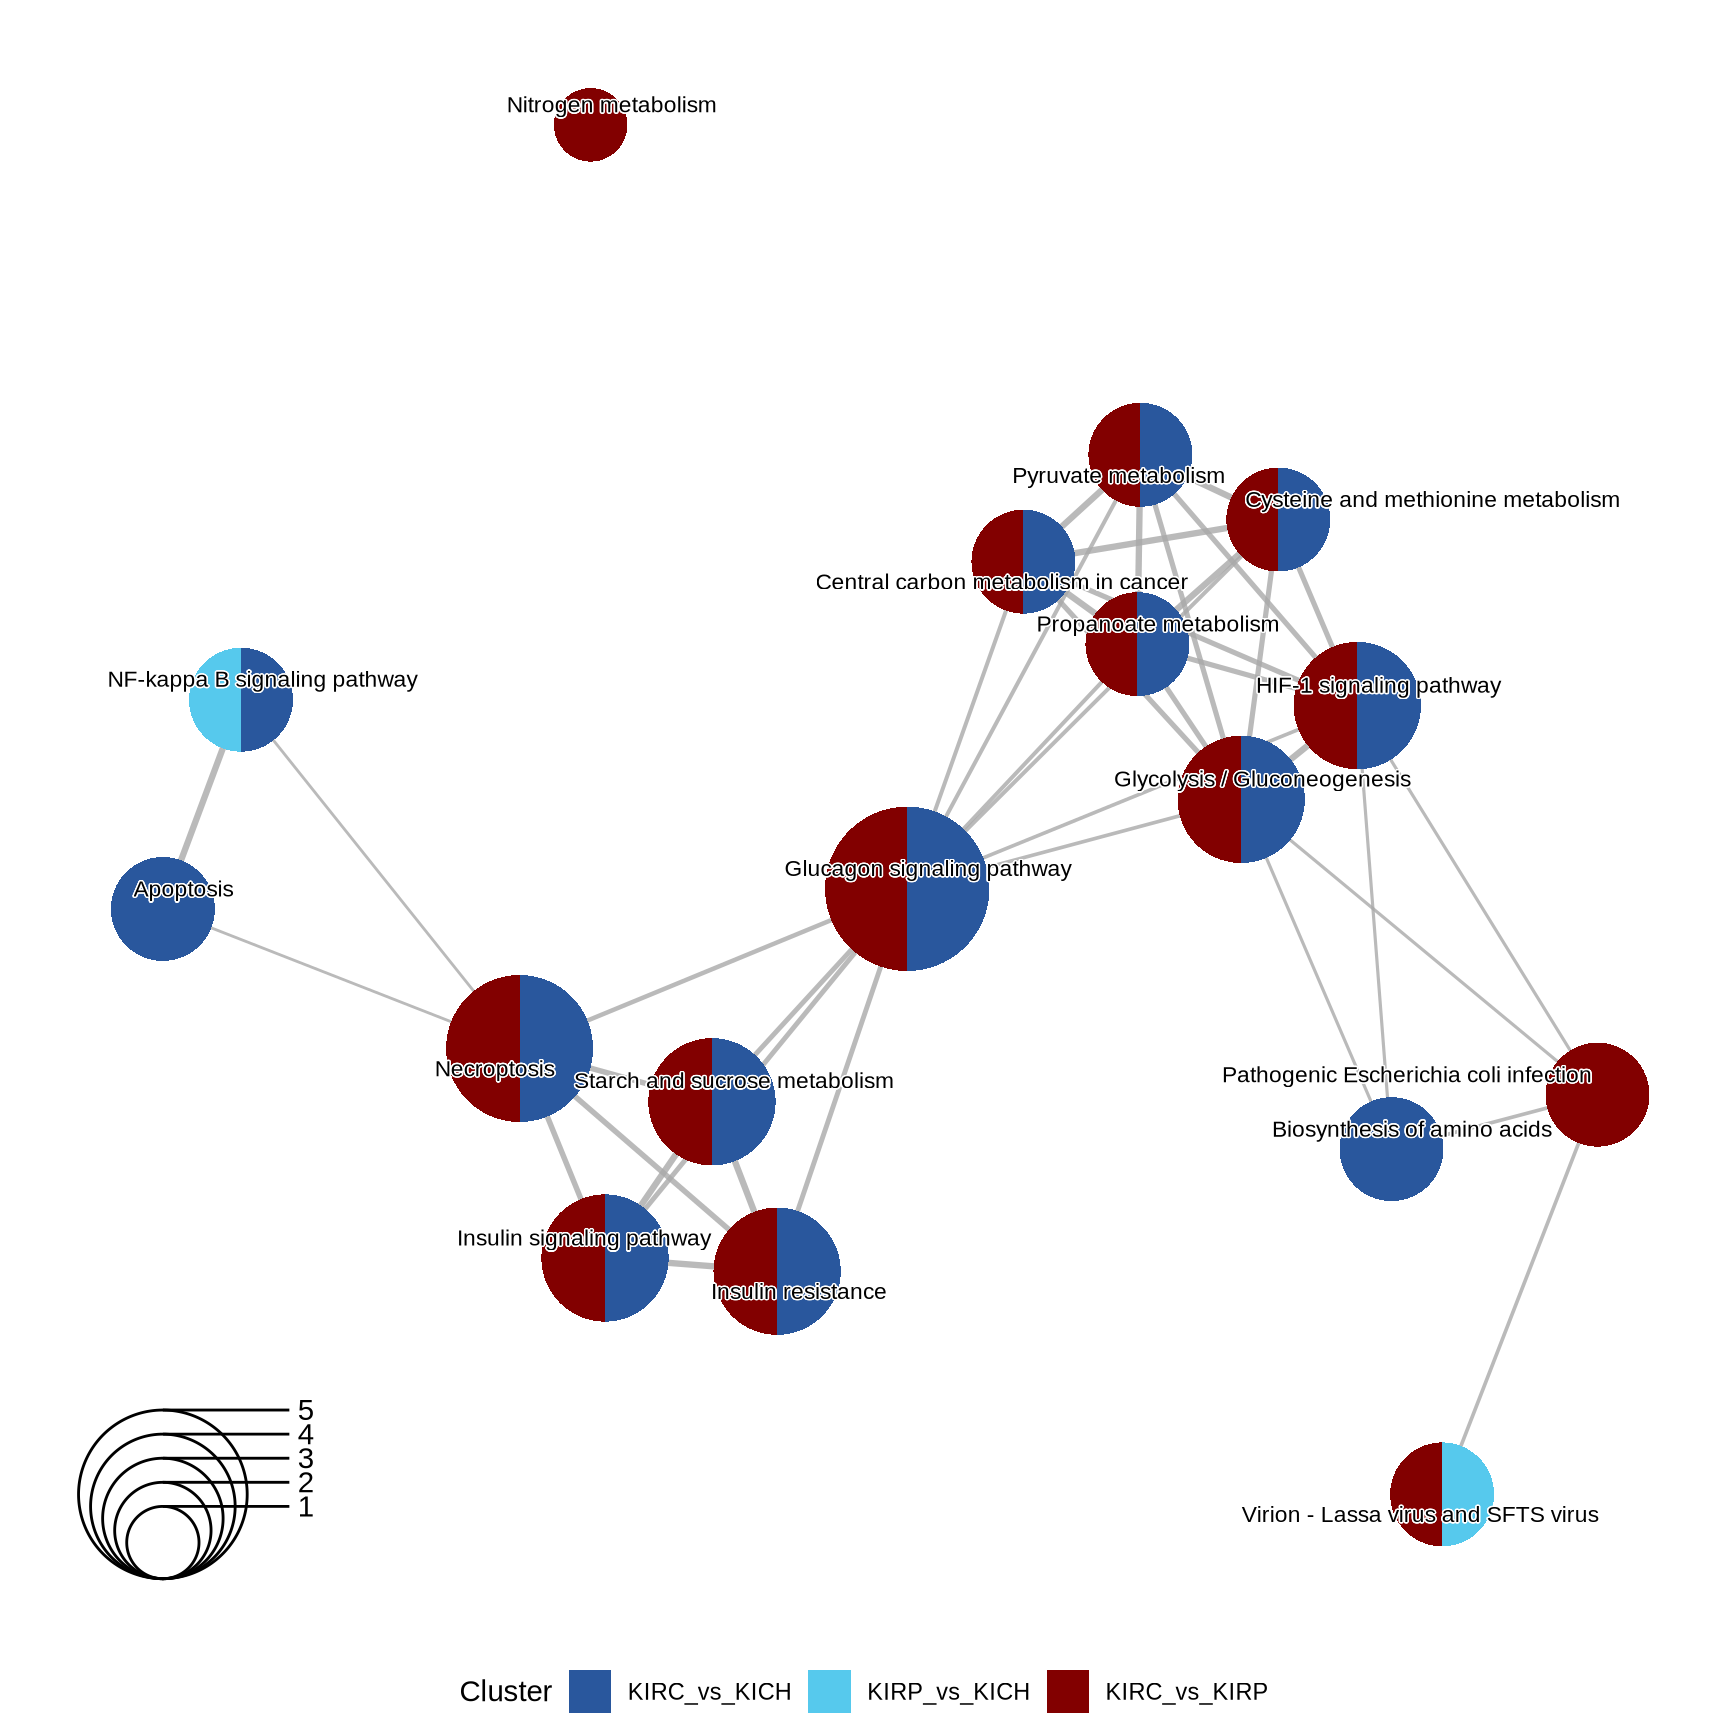 Nitrogen metabolism
Pyruvate metabolism
Cysteine and methionine metabolism
Central carbon metabolism in cancer
Propanoate metabolism
NF-kappa B signaling pathway
HIF-1 signaling pathway
Glycolysis / Gluconeogenesis
Glucagon signaling pathway
Apoptosis
Necroptosis
Starch and sucrose metabolism
Pathogenic Escherichia coli infection
Biosynthesis of amino acids
Insulin signaling pathway
Insulin resistance
5
4
3
2
1
Virion - Lassa virus and SFTS virus
Cluster KIRC_vs_KICH KIRP_vs_KICH KIRC_vs_KIRP